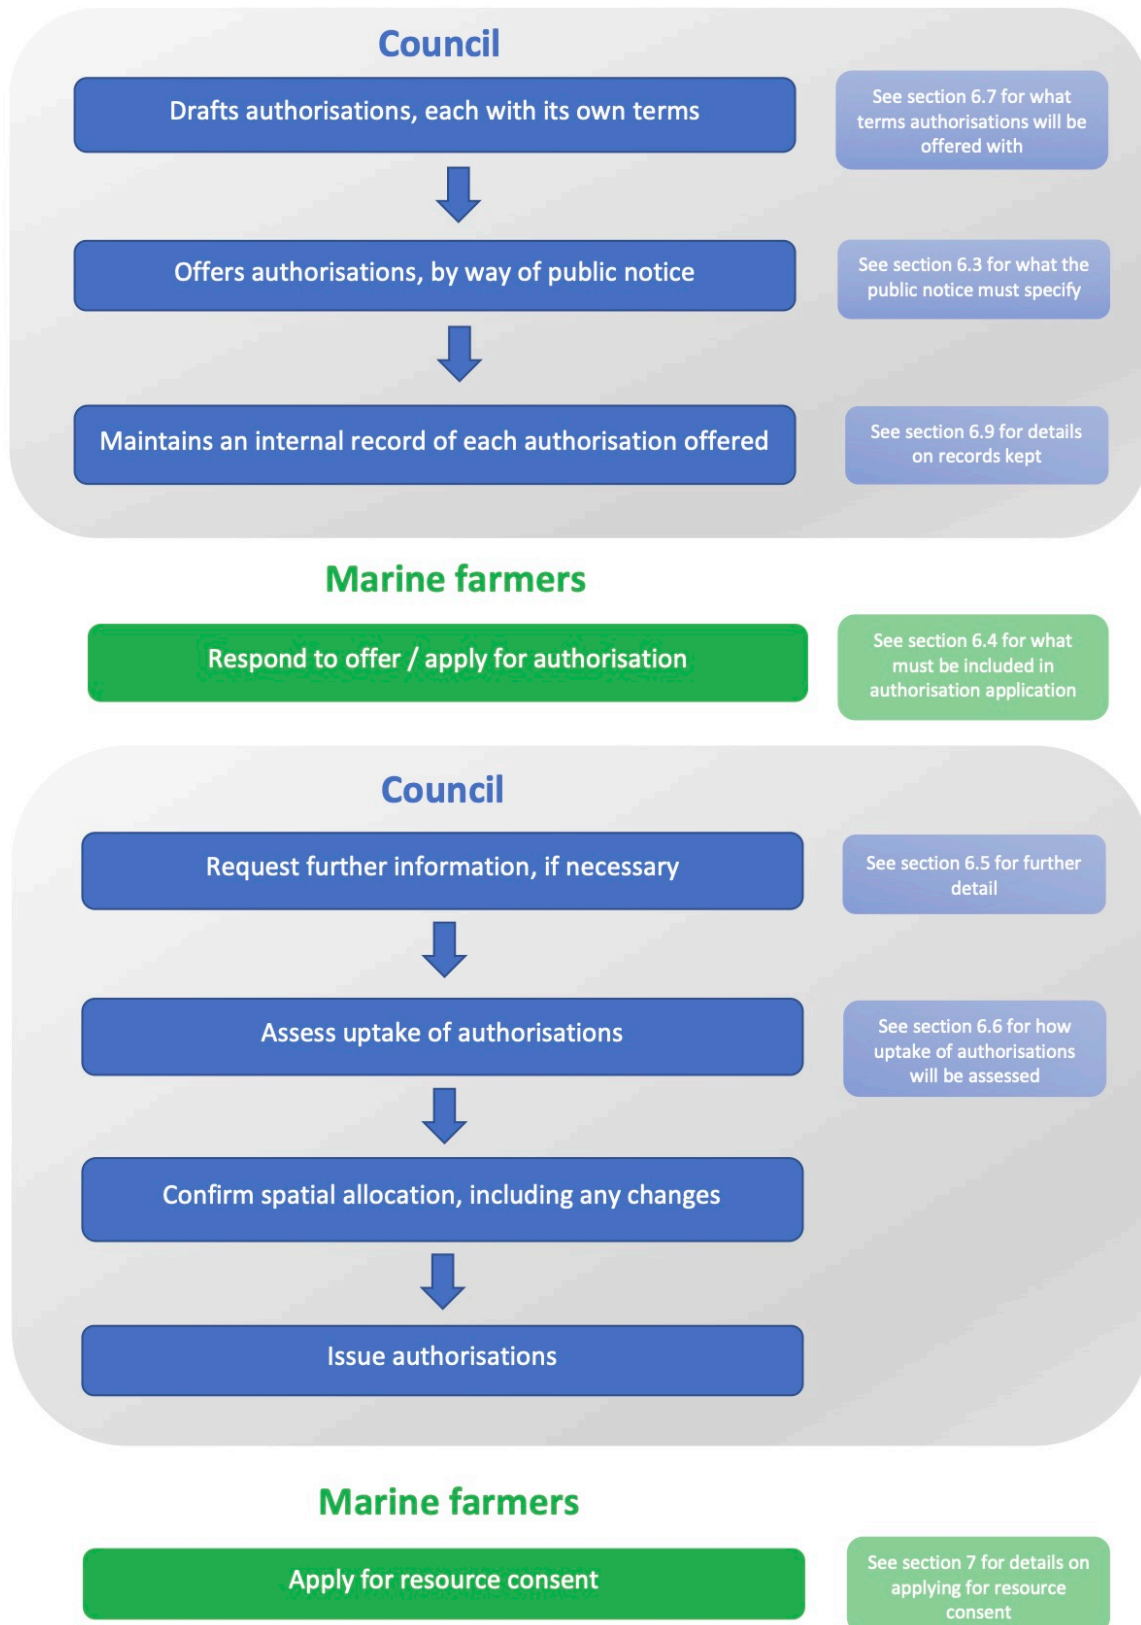 Council
Drafts authorisations, each with its own terms
See section 6.7 for what
terms authorisations will be
offered with
Offers authorisations, by way of public notice
See section 6.3 for what the
public notice must specify
Maintains an internal record of each authorisation offered
See section 6.9 for details
on records kept
Marine farmers
Respond to offer / apply for authorisation
See section 6.4 for what
must be included in
authorisation application
Council
Request further information, if necessary
See section 6.5 for further
detail
Assess uptake of authorisations
See section 6.6 for how
uptake of authorisations
will be assessed
Confirm spatial allocation, including any changes
Issue authorisations
Marine farmers
Apply for resource consent
See section 7 for details on
applying for resource
consent